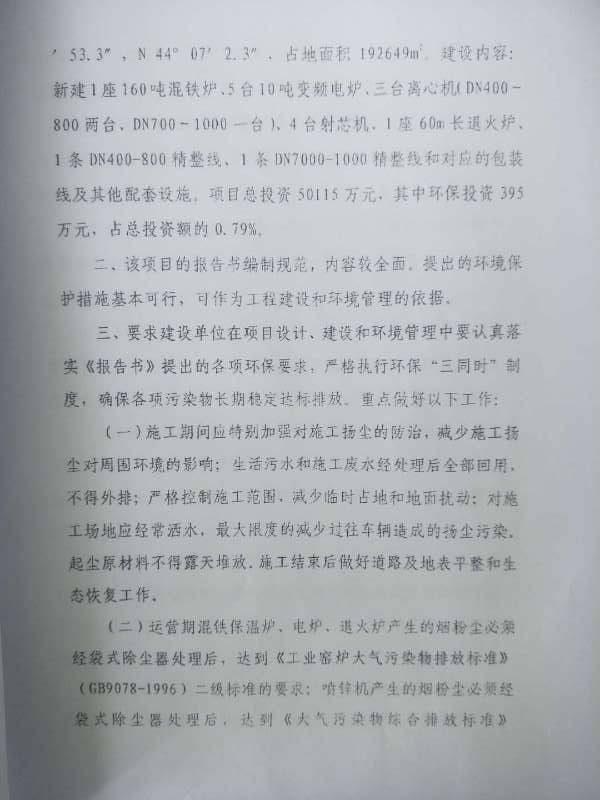 ′ 53.3″，N 44° 07′ 2.3″，占地面积 192649m²。建设内容：
新建1座160吨混铁炉、5台10吨变频电炉、三台离心机（DN400～
800两台、DN700～1000一台）、4台射芯机、1座60m长退火炉、
1条DN400-800精整线、1条DN7000-1000精整线和对应的包装
线及其他配套设施。项目总投资50115万元，其中环保投资395
万元，占总投资额的0.79%。
二、该项目的报告书编制规范，内容较全面。提出的环境保
护措施基本可行，可作为工程建设和环境管理的依据。
三、要求建设单位在项目设计、建设和环境管理中要认真落
实《报告书》提出的各项环保要求，严格执行环保“三同时”制
度，确保各项污染物长期稳定达标排放。重点做好以下工作：
（一）施工期间应特别加强对施工扬尘的防治，减少施工扬
尘对周围环境的影响；生活污水和施工废水经处理后全部回用，
不得外排；严格控制施工范围，减少临时占地和地面扰动；对施
工场地应经常洒水，最大限度的减少过往车辆造成的扬尘污染。
起尘原材料不得露天堆放.施工结束后做好道路及地表平整和生
态恢复工作。
（二）运营期混铁保温炉、电炉、退火炉产生的烟粉尘必须
经袋式除尘器处理后，达到《工业窑炉大气污染物排放标准》
（GB9078-1996）二级标准的要求；喷锌机产生的烟粉尘必须经
袋式除尘器处理后，达到《大气污染物综合排放标准》